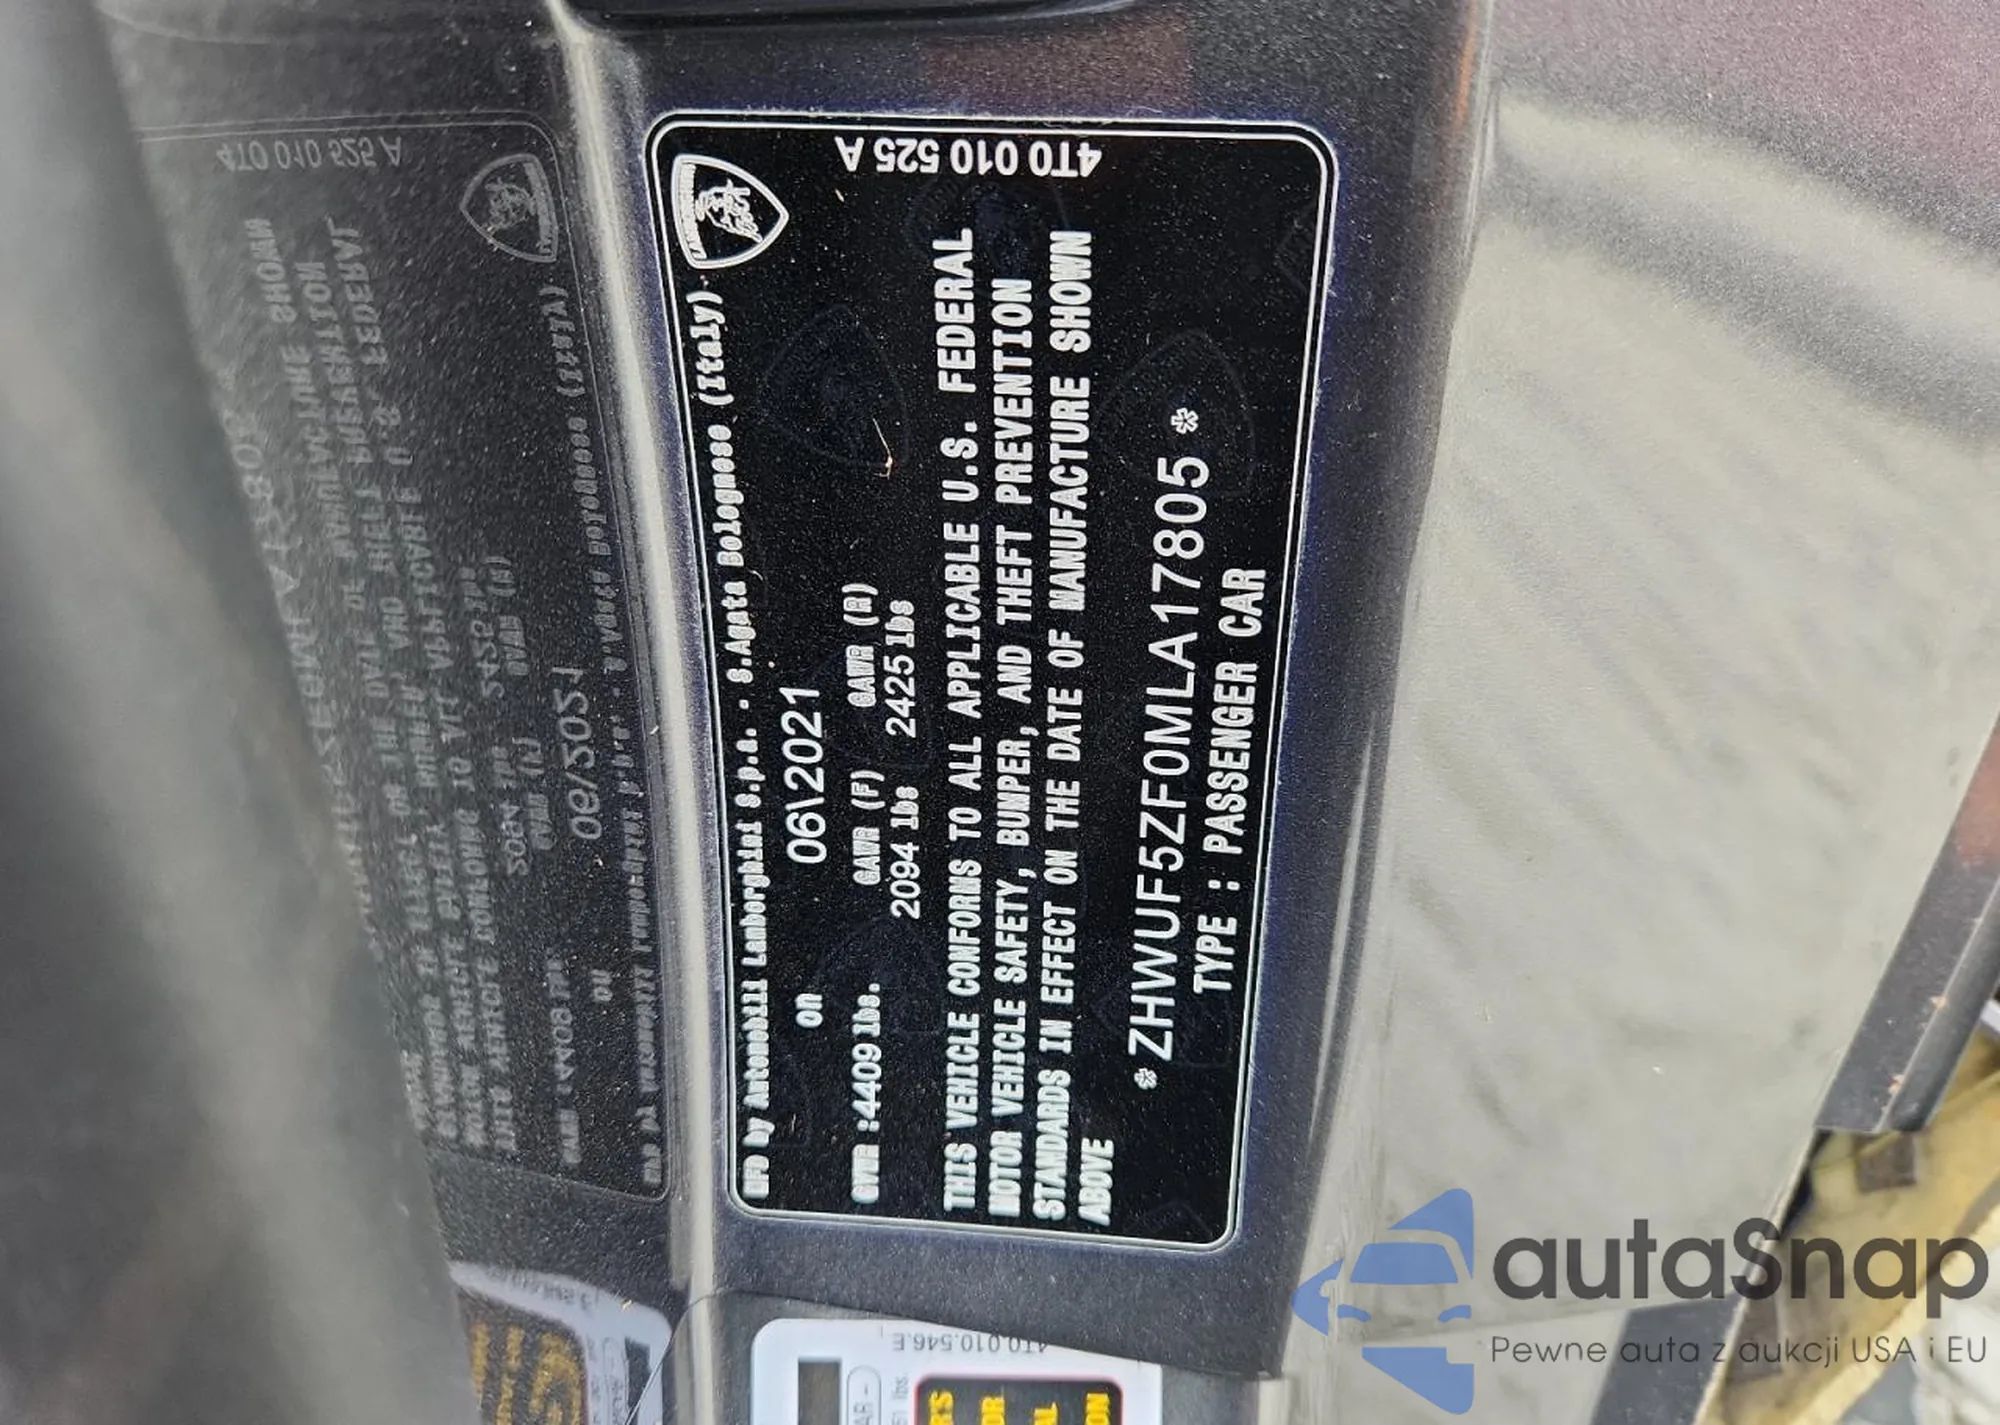 4T0 010 525 A
MFD by Automobili Lamborghini S.p.a. - S.Agata Bolognese (Italy)
on 06\2021
GVWR :4409 lbs. GAWR (F) GAWR (R)
2094 lbs 2425 lbs
THIS VEHICLE CONFORMS TO ALL APPLICABLE U.S. FEDERAL
MOTOR VEHICLE SAFETY, BUMPER, AND THEFT PREVENTION
STANDARDS IN EFFECT ON THE DATE OF MANUFACTURE SHOWN
ABOVE
* ZHWUF5ZF0MLA17805 *
TYPE : PASSENGER CAR
4T0.010.546.E
autaSnap
Pewne auta z aukcji USA i EU